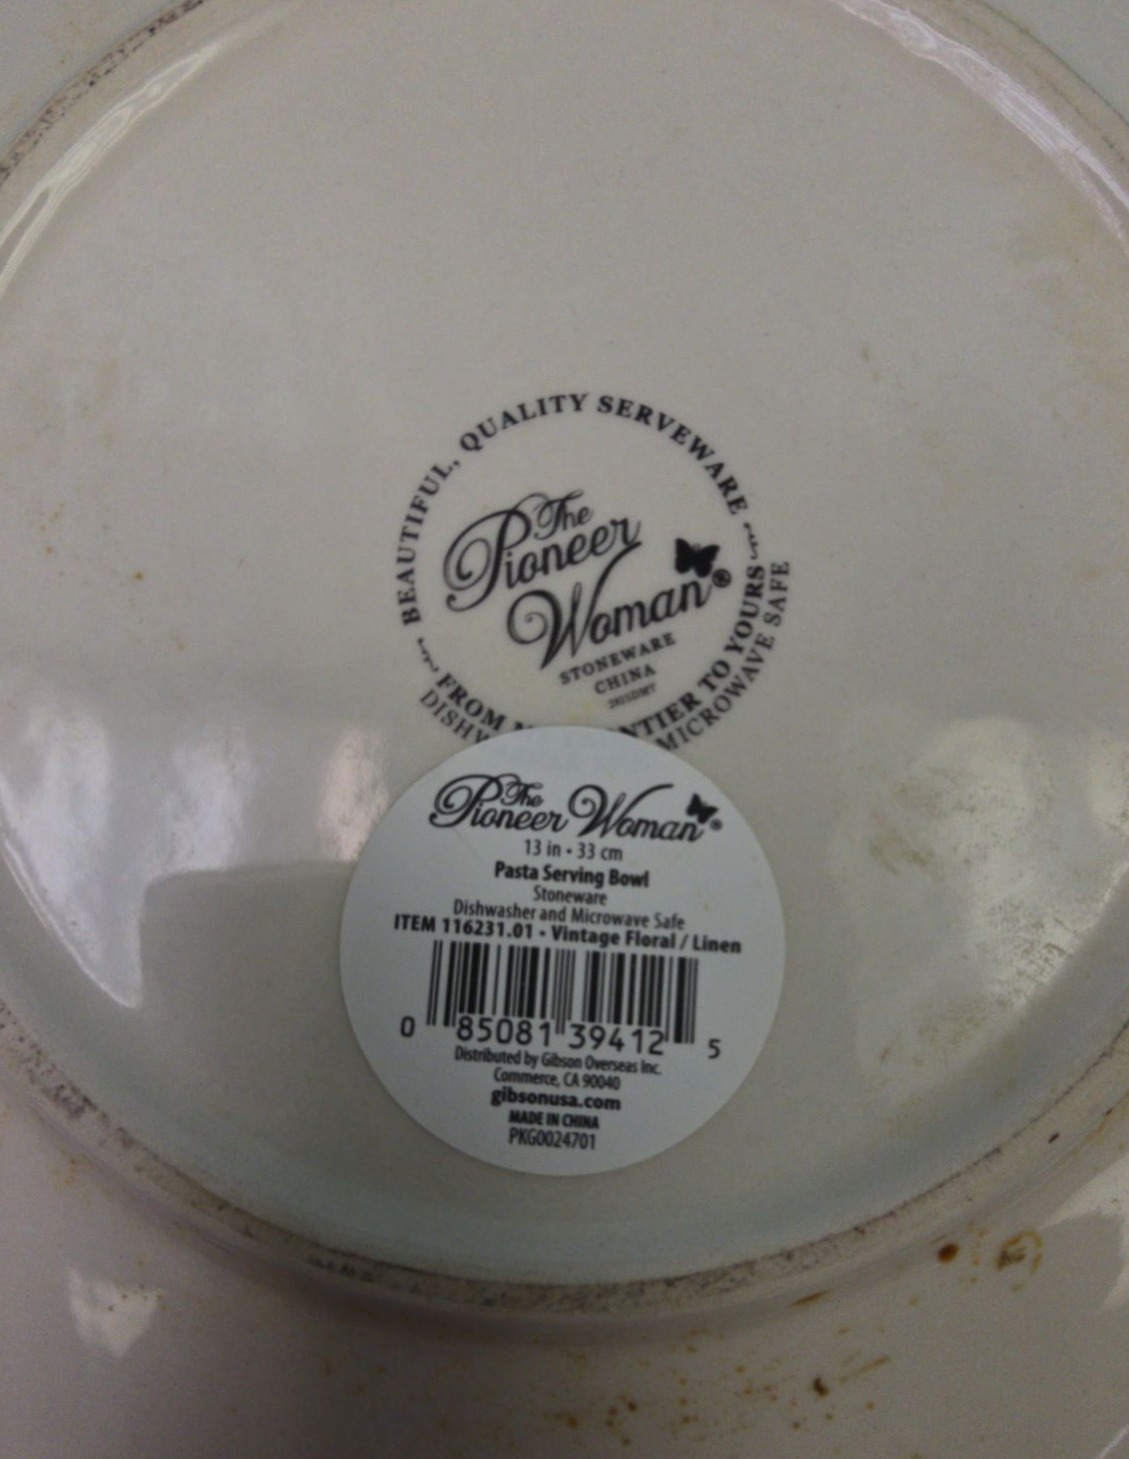 BEAUTIFUL, QUALITY SERVEWARE
The
Pioneer
Woman®
STONEWARE
CHINA
FROM TO YOURS
MICROWAVE SAFE
The
Pioneer Woman®
13 in • 33 cm
Pasta Serving Bowl
Stoneware
Dishwasher and Microwave Safe
ITEM 116231.01 • Vintage Floral / Linen
0 85081 39412 5
Distributed by Gibson Overseas Inc.
Commerce, CA 90040
gibsonusa.com
MADE IN CHINA
PKG0024701